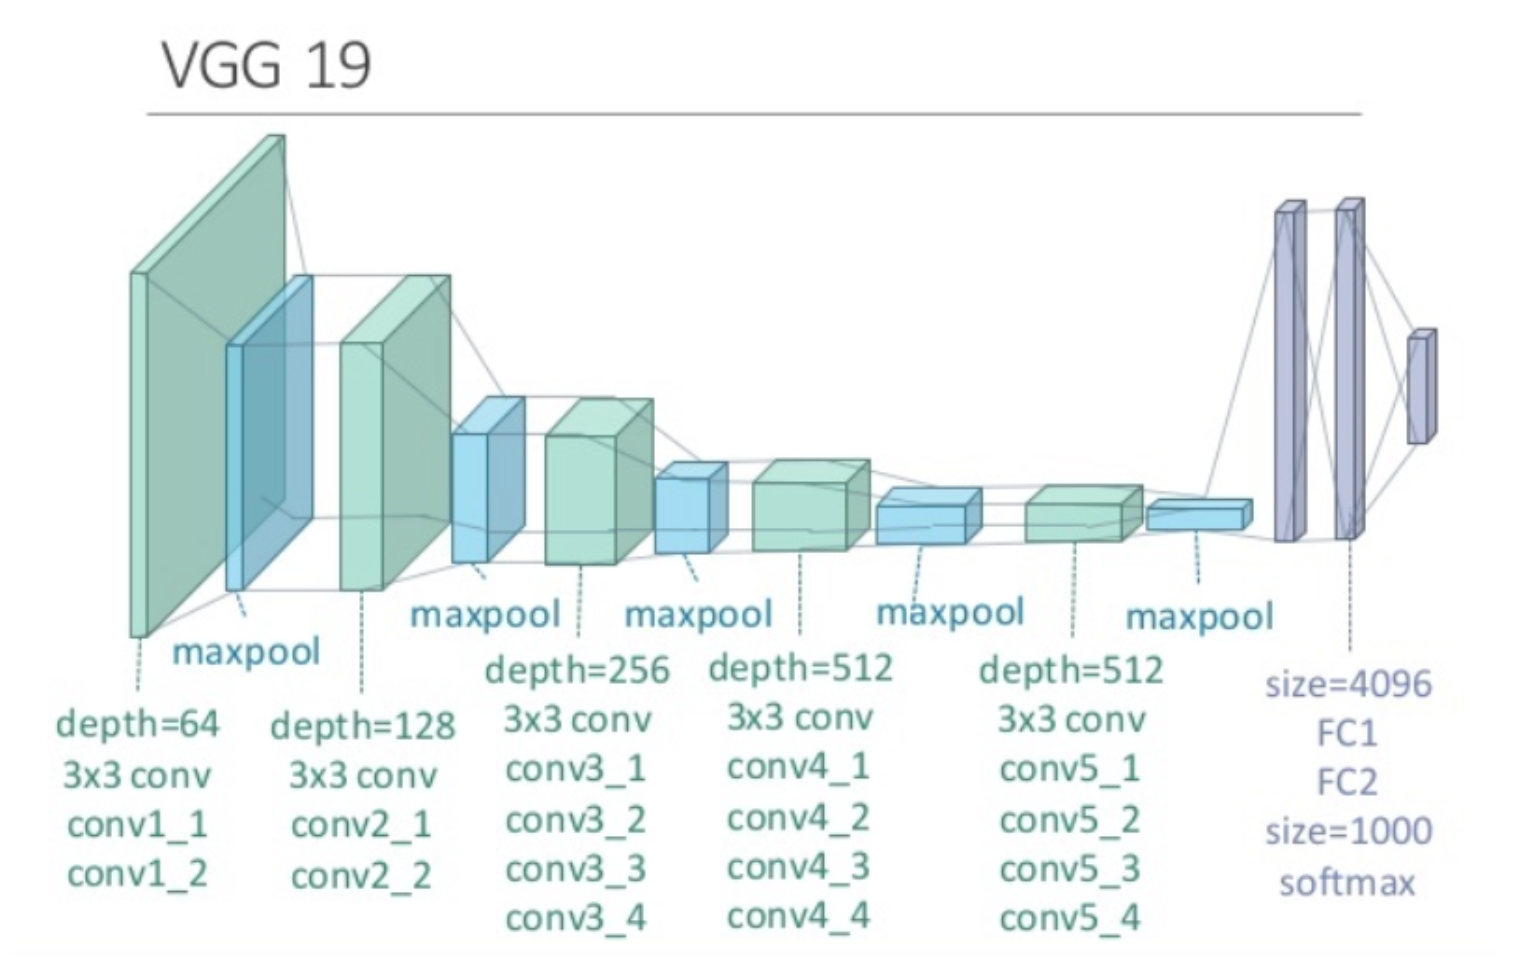 VGG 19
maxpool
maxpool
maxpool
maxpool
maxpool
depth=64
3x3 conv
conv1_1
conv1_2
depth=128
3x3 conv
conv2_1
conv2_2
depth=256
3x3 conv
conv3_1
conv3_2
conv3_3
conv3_4
depth=512
3x3 conv
conv4_1
conv4_2
conv4_3
conv4_4
depth=512
3x3 conv
conv5_1
conv5_2
conv5_3
conv5_4
size=4096
FC1
FC2
size=1000
softmax